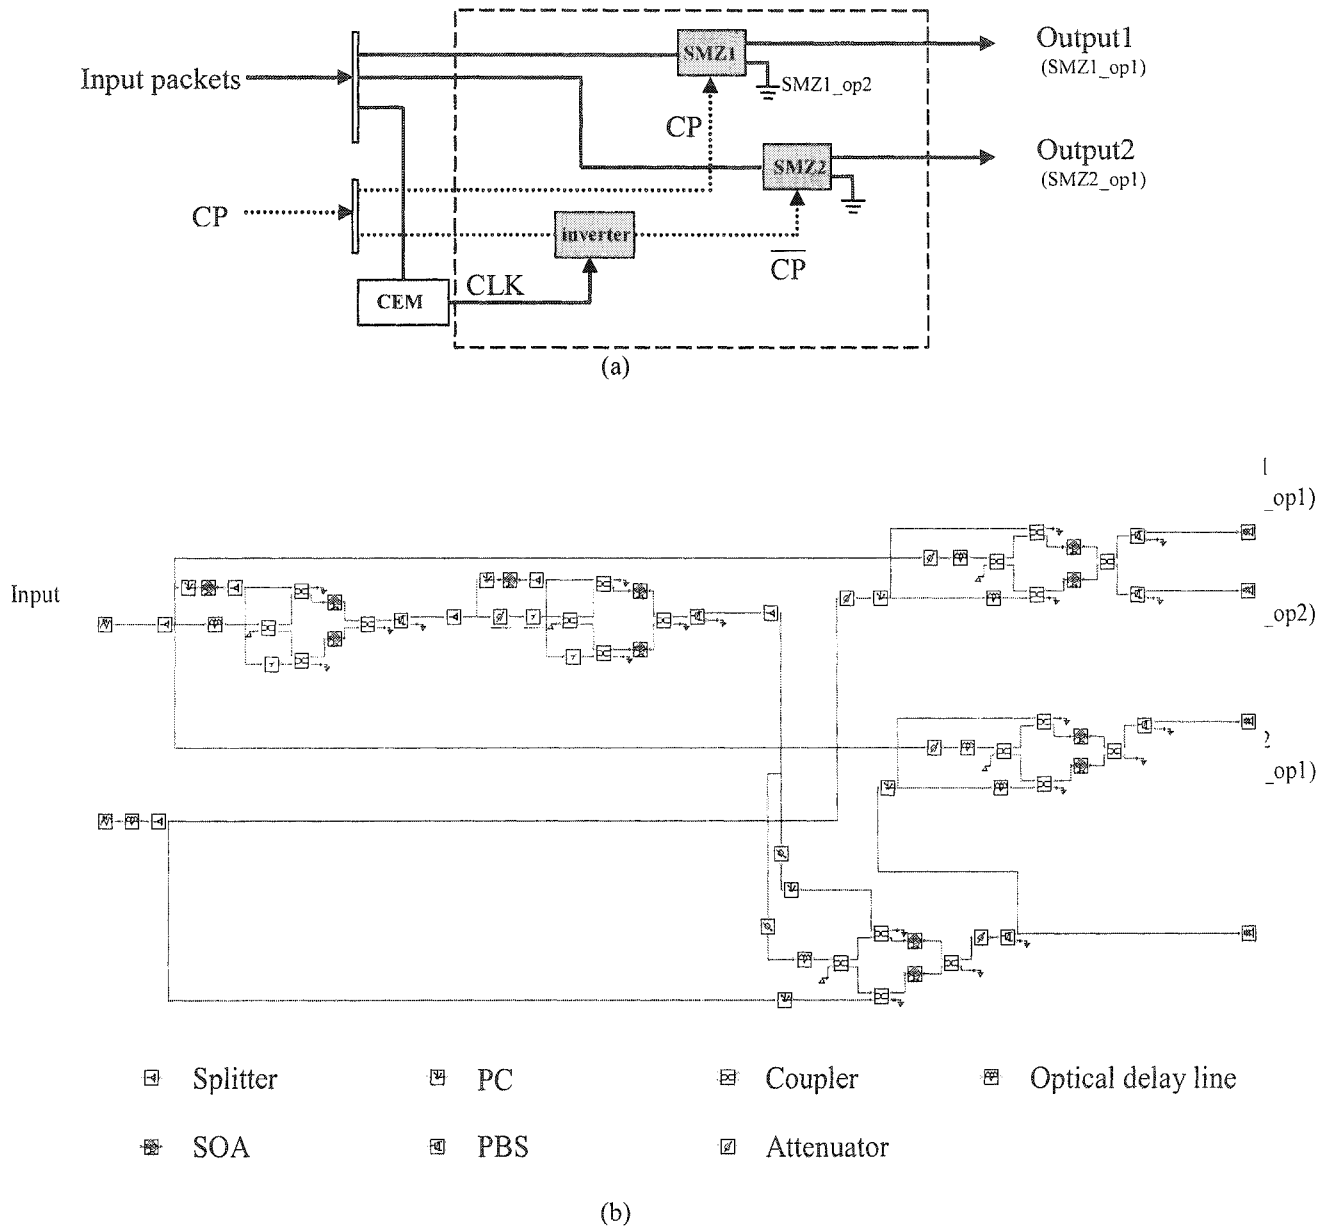 Input packets
SMZ1
Output1
(SMZ1_op1)
SMZ1_op2
CP
SMZ2
Output2
(SMZ2_op1)
CP
inverter
CP
CEM
CLK
(a)
_op1)
Input
_op2)
2
_op1)
Splitter
PC
Coupler
Optical delay line
SOA
PBS
Attenuator
(b)